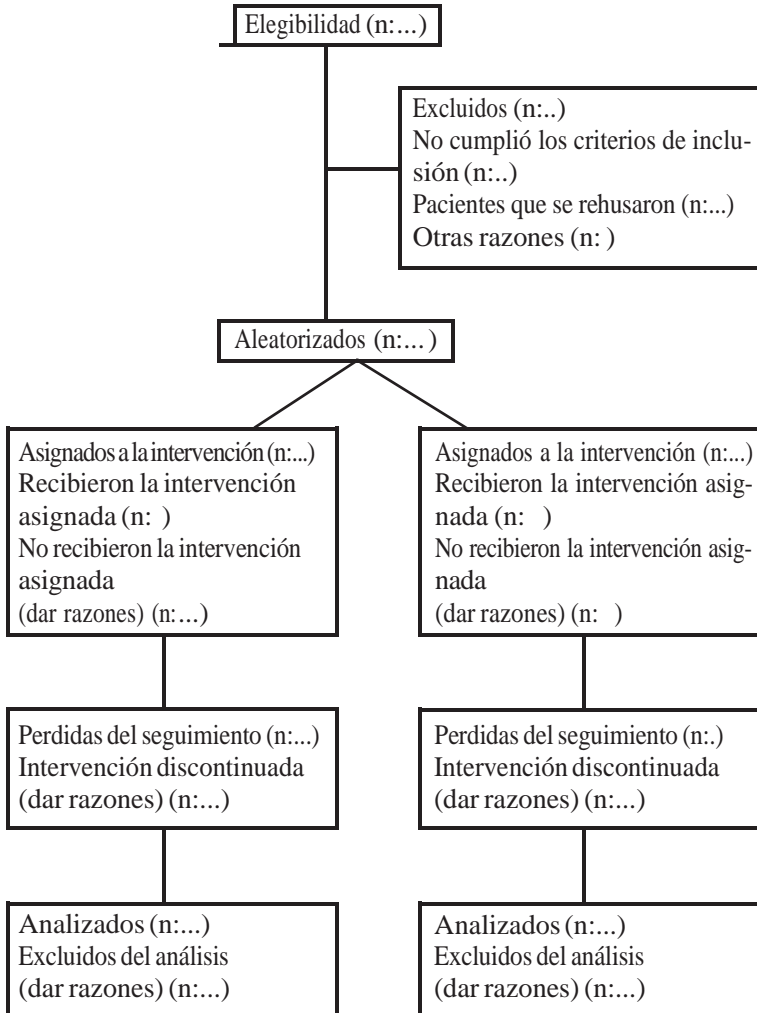 Elegibilidad (n:...)
Excluidos (n:..)
No cumplió los criterios de inclu-
sión (n:..)
Pacientes que se rehusaron (n:...)
Otras razones (n: )
Aleatorizados (n:... )
Asignados a la intervención (n:...)
Recibieron la intervención
asignada (n: )
No recibieron la intervención
asignada
(dar razones) (n:...)
Asignados a la intervención (n:...)
Recibieron la intervención asig-
nada (n: )
No recibieron la intervención asig-
nada
(dar razones) (n: )
Perdidas del seguimiento (n:...)
Intervención discontinuada
(dar razones) (n:...)
Perdidas del seguimiento (n:.)
Intervención discontinuada
(dar razones) (n:...)
Analizados (n:...)
Excluidos del análisis
(dar razones) (n:...)
Analizados (n:...)
Excluidos del análisis
(dar razones) (n:...)